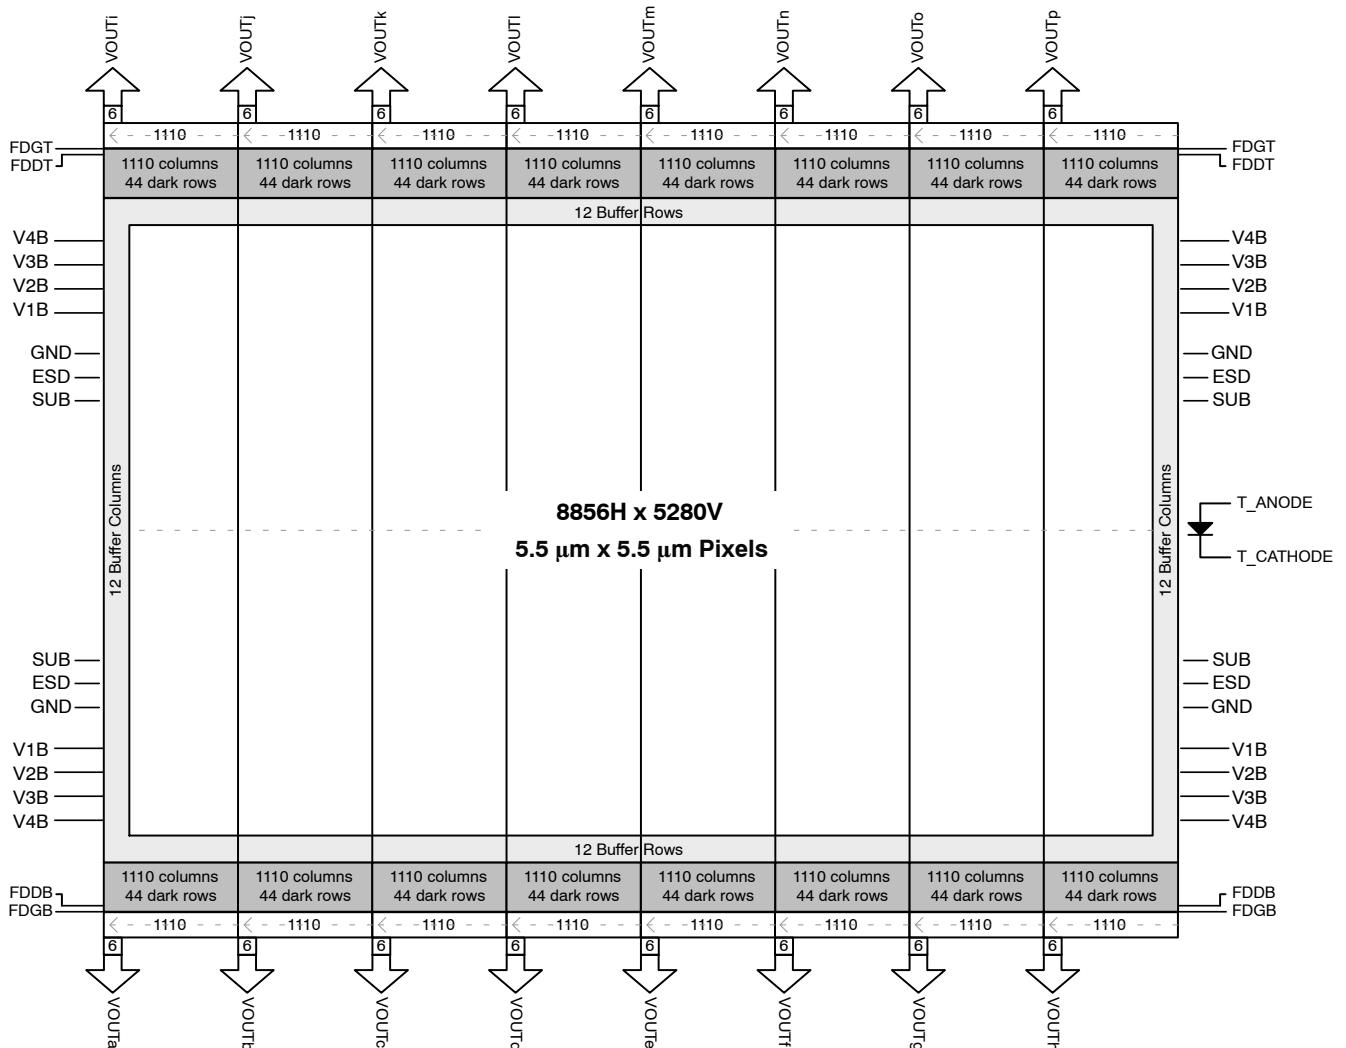 VOUTi VOUTj VOUTk VOUTl VOUTm VOUTn VOUTo VOUTp
6 6 6 6 6 6 6 6
1110 1110 1110 1110 1110 1110 1110 1110
FDGT FDGT
FDDT FDDT
1110 columns 1110 columns 1110 columns 1110 columns 1110 columns 1110 columns 1110 columns 1110 columns
44 dark rows 44 dark rows 44 dark rows 44 dark rows 44 dark rows 44 dark rows 44 dark rows 44 dark rows
12 Buffer Rows
V4B V4B
V3B V3B
V2B V2B
V1B V1B
GND GND
ESD ESD
SUB SUB
12 Buffer Columns
8856H x 5280V
5.5 μm x 5.5 μm Pixels
12 Buffer Columns
T_ANODE
T_CATHODE
SUB SUB
ESD ESD
GND GND
V1B V1B
V2B V2B
V3B V3B
V4B V4B
12 Buffer Rows
1110 columns 1110 columns 1110 columns 1110 columns 1110 columns 1110 columns 1110 columns 1110 columns
44 dark rows 44 dark rows 44 dark rows 44 dark rows 44 dark rows 44 dark rows 44 dark rows 44 dark rows
FDDB FDDB
FDGB FDGB
1110 1110 1110 1110 1110 1110 1110 1110
6 6 6 6 6 6 6 6
VOUTa VOUTb VOUTc VOUTd VOUTe VOUTf VOUTg VOUTh